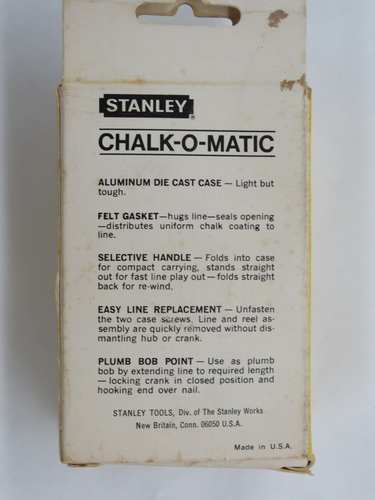 STANLEY®
CHALK-O-MATIC
ALUMINUM DIE CAST CASE — Light but
tough.
FELT GASKET—hugs line—seals opening
—distributes uniform chalk coating to
line.
SELECTIVE HANDLE — Folds into case
for compact carrying, stands straight
out for fast line play out — folds straight
back for re-wind.
EASY LINE REPLACEMENT — Unfasten
the two case screws. Line and reel as-
sembly are quickly removed without dis-
mantling hub or crank.
PLUMB BOB POINT — Use as plumb
bob by extending line to required length
— locking crank in closed position and
hooking end over nail.
STANLEY TOOLS, Div. of The Stanley Works
New Britain, Conn. 06050 U.S.A.
Made in U.S.A.